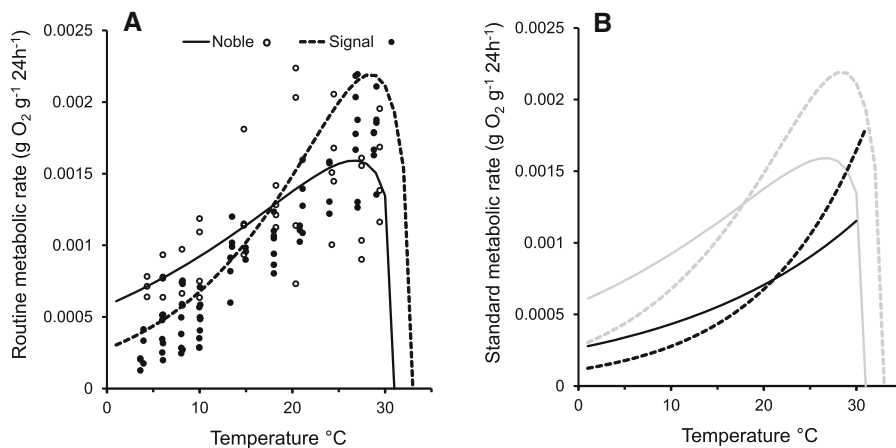 A
Noble Signal
0.0025
0.002
0.0015
0.001
0.0005
0
0 10 20 30
Routine metabolic rate (g O₂ g⁻¹ 24h⁻¹)
Temperature °C
B
0.0025
0.002
0.0015
0.001
0.0005
0
0 10 20 30
Standard metabolic rate (g O₂ g⁻¹ 24h⁻¹)
Temperature °C